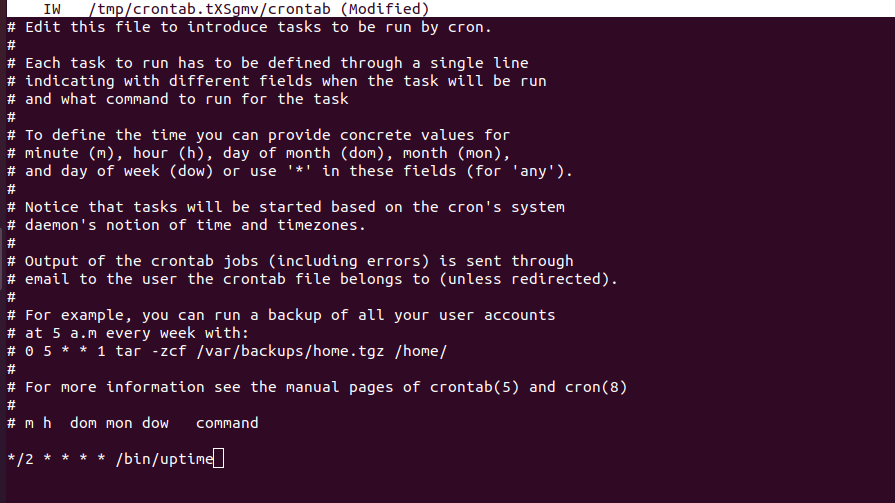 IW /tmp/crontab.tXSgmv/crontab (Modified)
# Edit this file to introduce tasks to be run by cron.
#
# Each task to run has to be defined through a single line
# indicating with different fields when the task will be run
# and what command to run for the task
#
# To define the time you can provide concrete values for
# minute (m), hour (h), day of month (dom), month (mon),
# and day of week (dow) or use '*' in these fields (for 'any').
#
# Notice that tasks will be started based on the cron's system
# daemon's notion of time and timezones.
#
# Output of the crontab jobs (including errors) is sent through
# email to the user the crontab file belongs to (unless redirected).
#
# For example, you can run a backup of all your user accounts
# at 5 a.m every week with:
# 0 5 * * 1 tar -zcf /var/backups/home.tgz /home/
#
# For more information see the manual pages of crontab(5) and cron(8)
#
# m h  dom mon dow   command
*/2 * * * * /bin/uptime